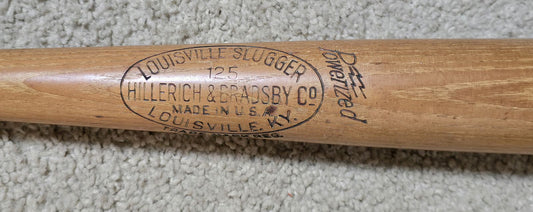 LOUISVILLE SLUGGER
125
HILLERICH & BRADSBY Cº
MADE IN U.S.A.
LOUISVILLE, KY.
Powerized